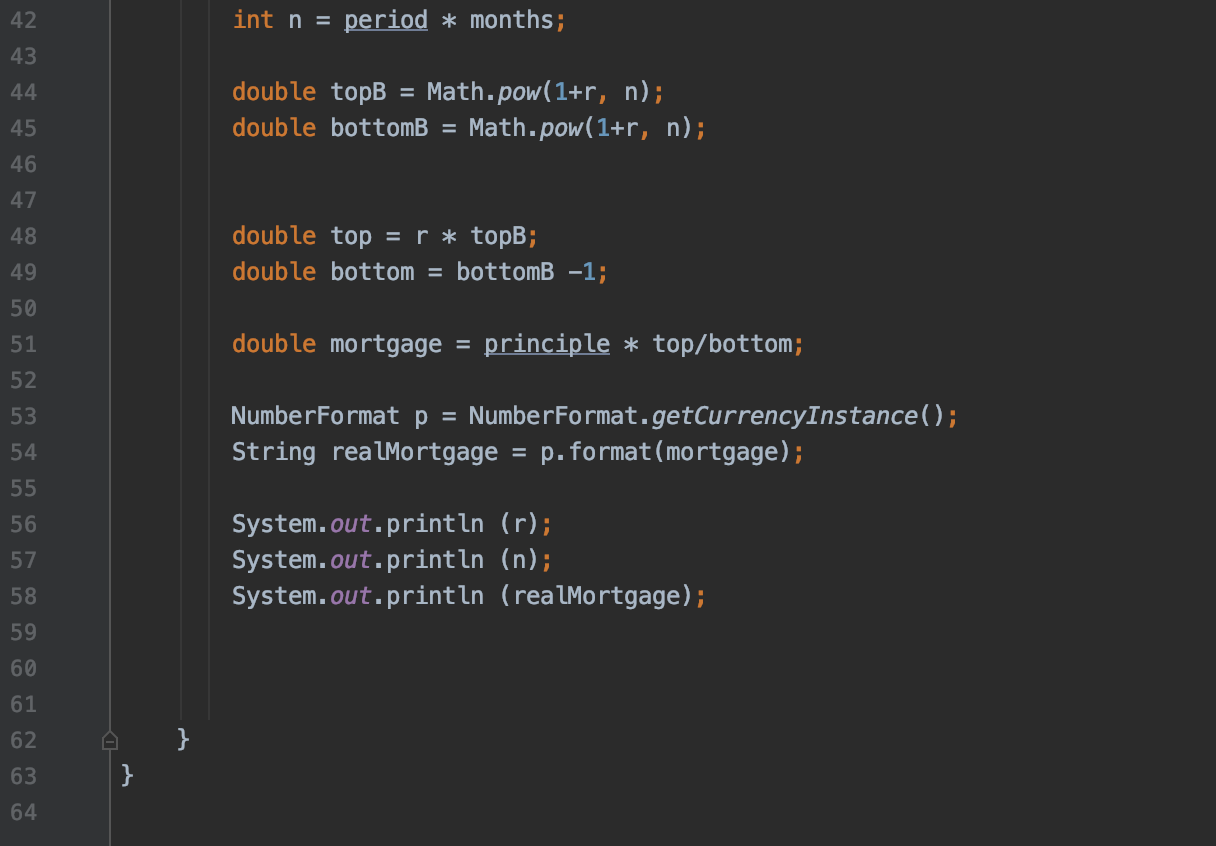 42 int n = period * months;
43
44 double topB = Math.pow(1+r, n);
45 double bottomB = Math.pow(1+r, n);
46
47
48 double top = r * topB;
49 double bottom = bottomB -1;
50
51 double mortgage = principle * top/bottom;
52
53 NumberFormat p = NumberFormat.getCurrencyInstance();
54 String realMortgage = p.format(mortgage);
55
56 System.out.println (r);
57 System.out.println (n);
58 System.out.println (realMortgage);
59
60
61
62 }
63 }
64